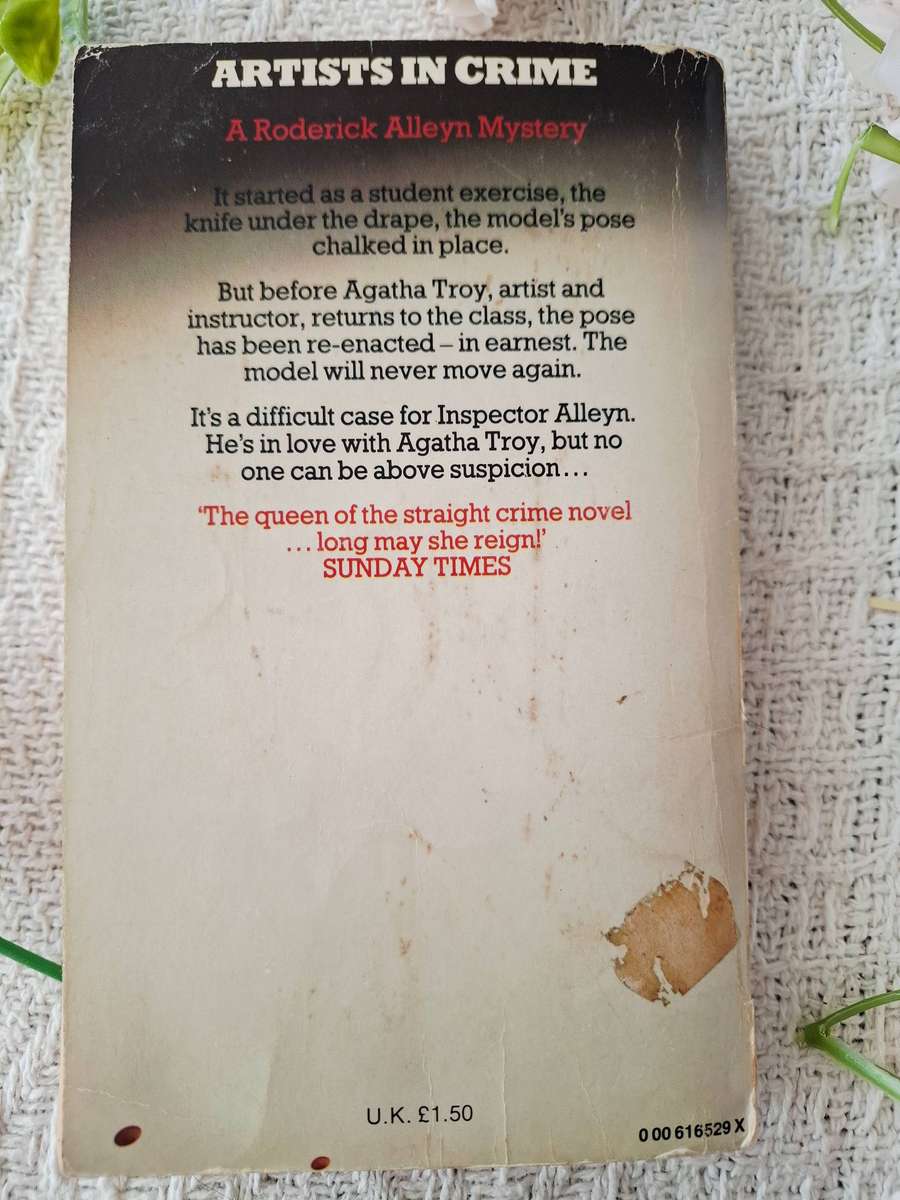 ARTISTS IN CRIME
A Roderick Alleyn Mystery
It started as a student exercise, the
knife under the drape, the model's pose
chalked in place.
But before Agatha Troy, artist and
instructor, returns to the class, the pose
has been re-enacted – in earnest. The
model will never move again.
It's a difficult case for Inspector Alleyn.
He's in love with Agatha Troy, but no
one can be above suspicion...
'The queen of the straight crime novel
... long may she reign!'
SUNDAY TIMES
U.K. £1.50
0 00 616529 X